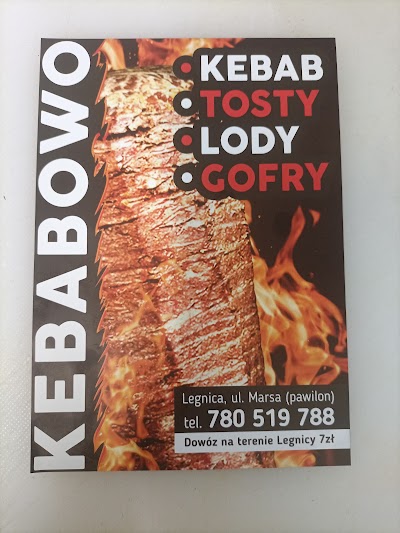 KEBABOWO
KEBAB
TOSTY
LODY
GOFRY
Legnica, ul. Marsa (pawilon)
tel. 780 519 788
Dowóz na terenie Legnicy 7zł